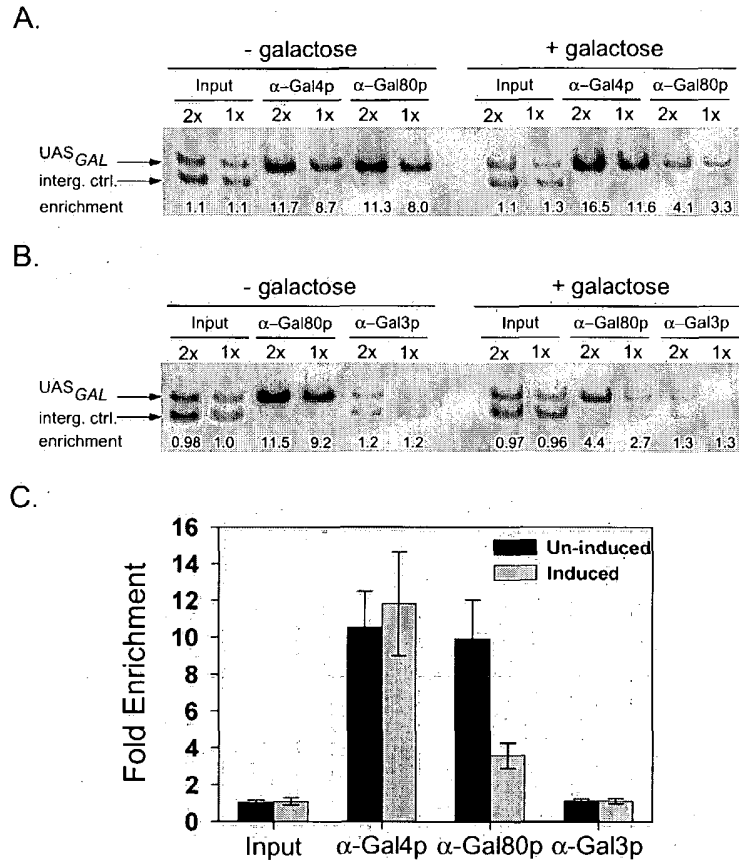 A.
- galactose + galactose
Input α-Gal4p α-Gal80p Input α-Gal4p α-Gal80p
2x 1x 2x 1x 2x 1x 2x 1x 2x 1x 2x 1x
UASGAL
interg. ctrl.
enrichment 1.1 1.1 11.7 8.7 11.3 8.0 1.1 1.3 16.5 11.6 4.1 3.3
B.
- galactose + galactose
Input α-Gal80p α-Gal3p Input α-Gal80p α-Gal3p
2x 1x 2x 1x 2x 1x 2x 1x 2x 1x 2x 1x
UASGAL
interg. ctrl.
enrichment 0.98 1.0 11.5 9.2 1.2 1.2 0.97 0.96 4.4 2.7 1.3 1.3
C.
Fold Enrichment
16
14
12
10
8
6
4
2
0
Un-induced
Induced
Input α-Gal4p α-Gal80p α-Gal3p